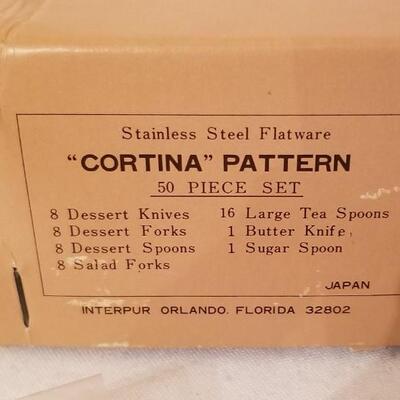 Stainless Steel Flatware
"CORTINA" PATTERN
50 PIECE SET
8 Dessert Knives
8 Dessert Forks
8 Dessert Spoons
8 Salad Forks
16 Large Tea Spoons
1 Butter Knife,
1 Sugar Spoon
JAPAN
INTERPUR ORLANDO. FLORIDA 32802